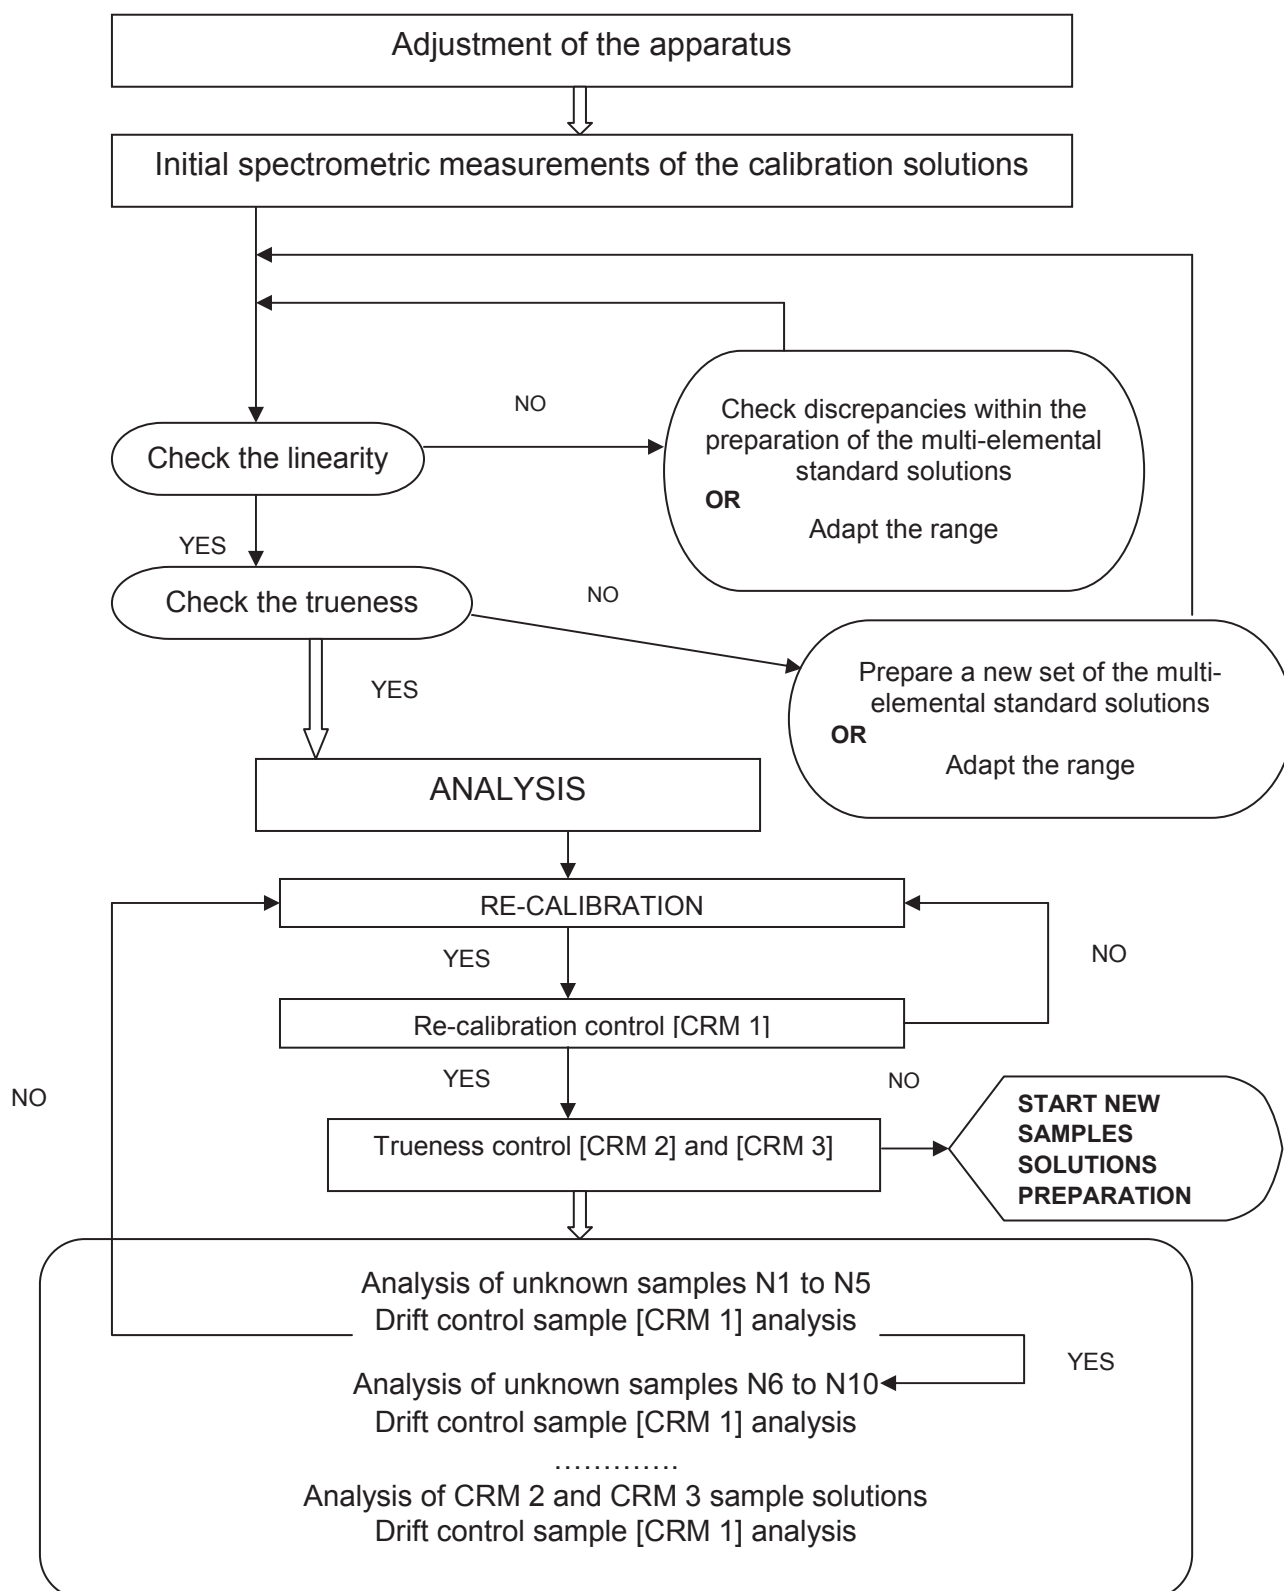 Adjustment of the apparatus
Initial spectrometric measurements of the calibration solutions
NO
Check discrepancies within the
preparation of the multi-elemental
standard solutions
OR
Adapt the range
Check the linearity
YES
NO
Check the trueness
Prepare a new set of the multi-
elemental standard solutions
OR
Adapt the range
YES
ANALYSIS
RE-CALIBRATION
YES
NO
Re-calibration control [CRM 1]
YES
NO
NO
START NEW
SAMPLES
SOLUTIONS
PREPARATION
Trueness control [CRM 2] and [CRM 3]
Analysis of unknown samples N1 to N5
Drift control sample [CRM 1] analysis
YES
Analysis of unknown samples N6 to N10
Drift control sample [CRM 1] analysis
.............
Analysis of CRM 2 and CRM 3 sample solutions
Drift control sample [CRM 1] analysis